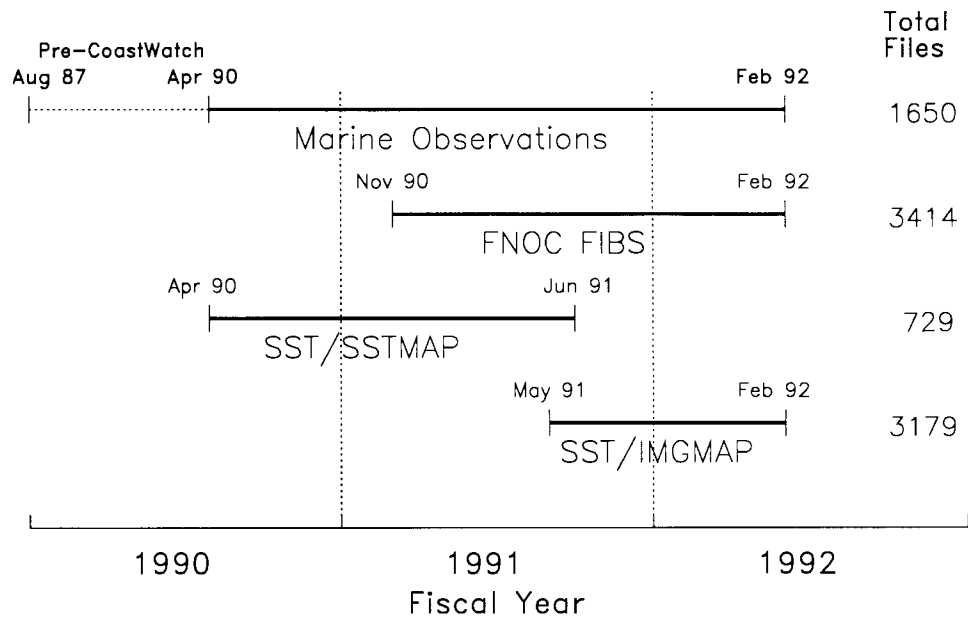 Total
Files
Pre-CoastWatch
Aug 87 Apr 90 Feb 92
1650
Marine Observations
Nov 90 Feb 92
3414
FNOC FIBS
Apr 90 Jun 91
729
SST/SSTMAP
May 91 Feb 92
3179
SST/IMGMAP
1990 1991 1992
Fiscal Year